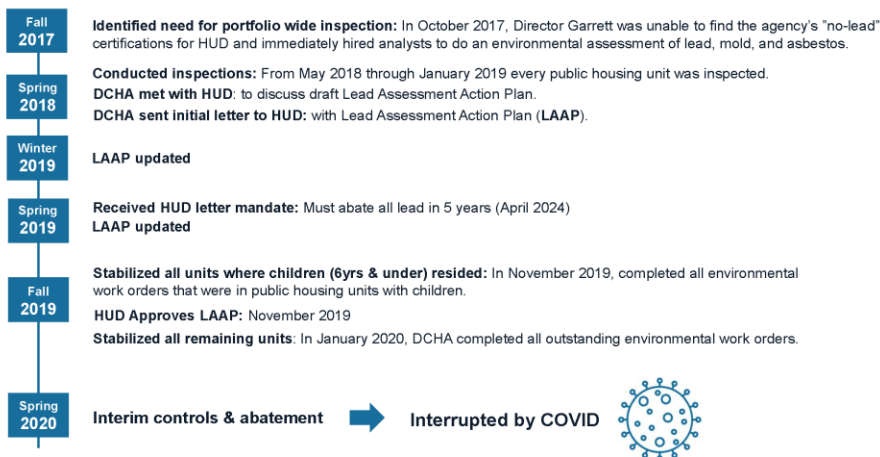 Fall
2017
Identified need for portfolio wide inspection: In October 2017, Director Garrett was unable to find the agency's "no-lead"
certifications for HUD and immediately hired analysts to do an environmental assessment of lead, mold, and asbestos.
Spring
2018
Conducted inspections: From May 2018 through January 2019 every public housing unit was inspected.
DCHA met with HUD: to discuss draft Lead Assessment Action Plan.
DCHA sent initial letter to HUD: with Lead Assessment Action Plan (LAAP).
Winter
2019
LAAP updated
Spring
2019
Received HUD letter mandate: Must abate all lead in 5 years (April 2024)
LAAP updated
Fall
2019
Stabilized all units where children (6yrs & under) resided: In November 2019, completed all environmental
work orders that were in public housing units with children.
HUD Approves LAAP: November 2019
Stabilized all remaining units: In January 2020, DCHA completed all outstanding environmental work orders.
Spring
2020
Interim controls & abatement
Interrupted by COVID